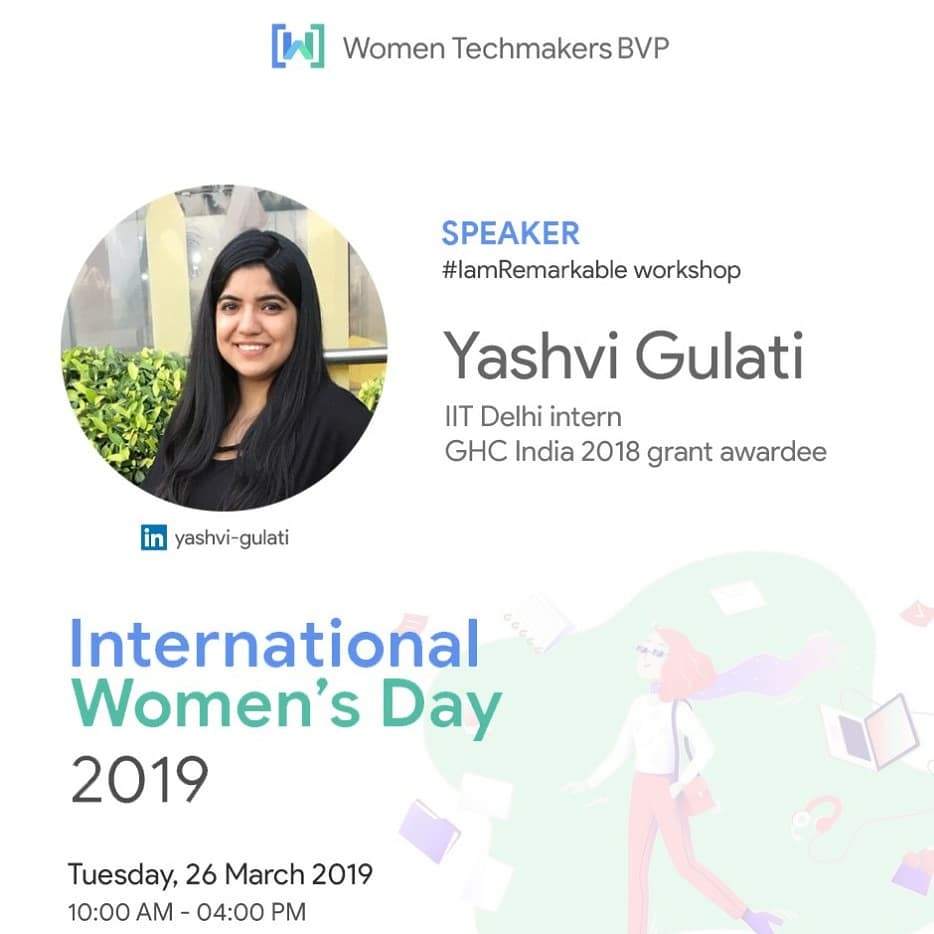 Women Techmakers BVP
SPEAKER
#IamRemarkable workshop
Yashvi Gulati
IIT Delhi intern
GHC India 2018 grant awardee
in yashvi-gulati
International
Women's Day
2019
Tuesday, 26 March 2019
10:00 AM - 04:00 PM